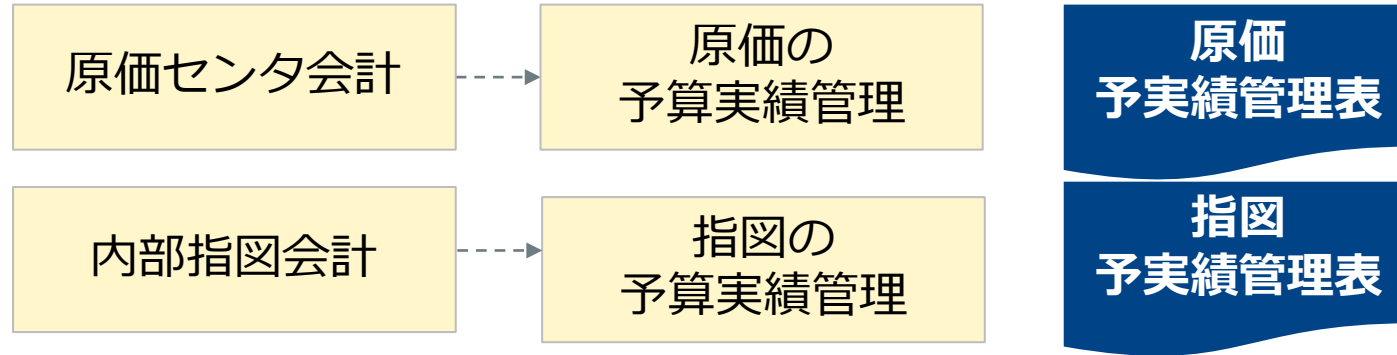 原価センタ会計
原価の
予算実績管理
原価
予実績管理表
内部指図会計
指図の
予算実績管理
指図
予実績管理表